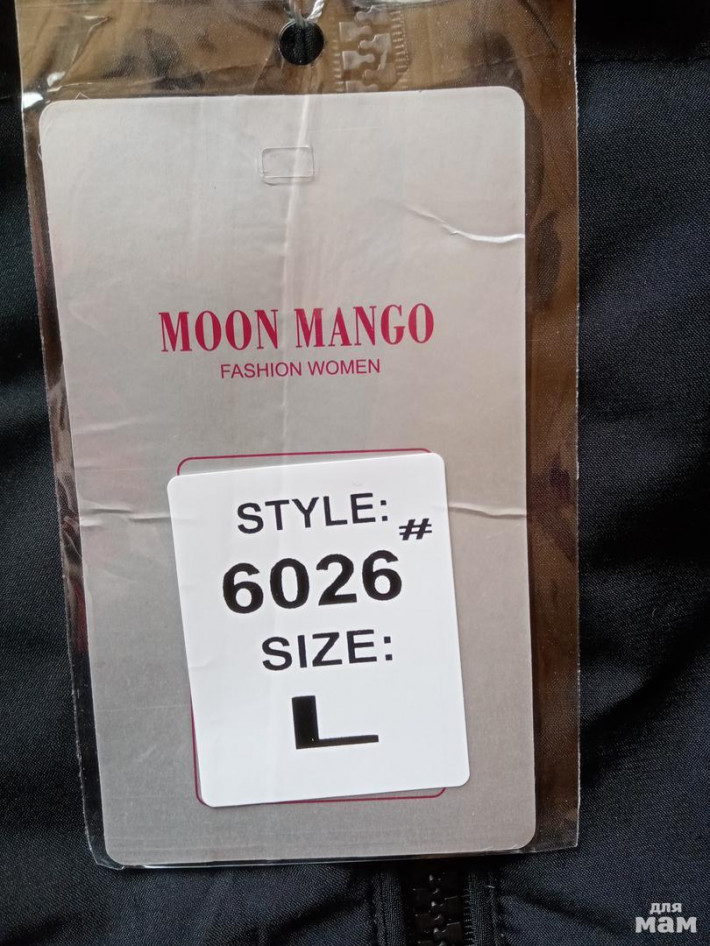 MOON MANGO
FASHION WOMEN
STYLE: #
6026
SIZE:
L
для
мам